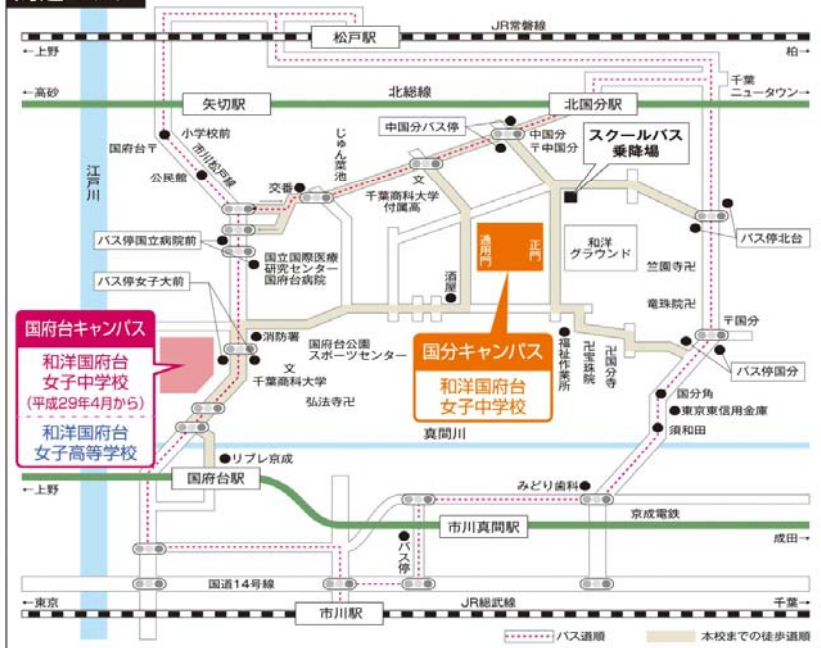 JR常磐線
松戸駅
←上野
柏→
千葉
ニュータウン→
←高砂
北総線
矢切駅
北国分駅
中国分バス停
中国分
〒中国分
スクールバス
乗降場
小学校前
国府台〒
市川松戸線
じゅん菜池
公民館
交番
文
千葉商科大学
付属高
江戸川
バス停国立病院前
国立国際医療
研究センター
国府台病院
通用門
正門
和洋
グラウンド
バス停北台
竺園寺卍
バス停女子大前
酒屋
竜珠院卍
国府台キャンパス
和洋国府台
女子中学校
(平成29年4月から)
和洋国府台
女子高等学校
消防署
国府台公園
スポーツセンター
文
千葉商科大学
弘法寺卍
国分キャンパス
和洋国府台
女子中学校
福祉作業所
卍宝珠院
卍国分寺
〒国分
バス停国分
国分角
東京東信用金庫
須和田
真間川
リブレ京成
国府台駅
←上野
みどり歯科
市川真間駅
京成電鉄
成田→
バス停
国道14号線
←東京
JR総武線
千葉→
市川駅
バス道順
本校までの徒歩道順